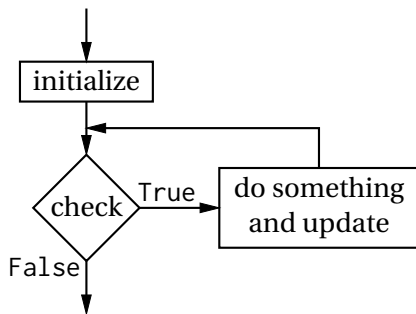 initialize
check
True
do something
and update
False